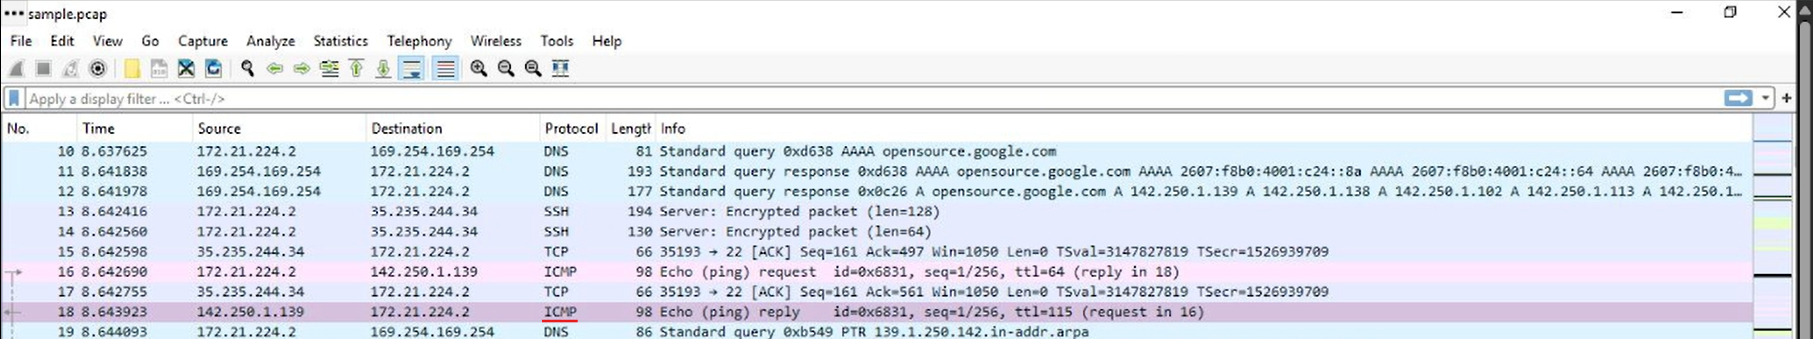 sample.pcap
File Edit View Go Capture Analyze Statistics Telephony Wireless Tools Help
Apply a display filter ... <Ctrl-/>
No. Time Source Destination Protocol Length Info
10 8.637625 172.21.224.2 169.254.169.254 DNS 81 Standard query 0xd638 AAAA opensource.google.com
11 8.641838 169.254.169.254 172.21.224.2 DNS 193 Standard query response 0xd638 AAAA opensource.google.com AAAA 2607:f8b0:4001:c24::8a AAAA 2607:f8b0:4001:c24::64 AAAA 2607:f8b0:4…
12 8.641978 169.254.169.254 172.21.224.2 DNS 177 Standard query response 0x0c26 A opensource.google.com A 142.250.1.139 A 142.250.1.138 A 142.250.1.102 A 142.250.1.113 A 142.250.1…
13 8.642416 172.21.224.2 35.235.244.34 SSH 194 Server: Encrypted packet (len=128)
14 8.642560 172.21.224.2 35.235.244.34 SSH 130 Server: Encrypted packet (len=64)
15 8.642598 35.235.244.34 172.21.224.2 TCP 66 35193 → 22 [ACK] Seq=161 Ack=497 Win=1050 Len=0 TSval=3147827819 TSecr=1526939709
16 8.642690 172.21.224.2 142.250.1.139 ICMP 98 Echo (ping) request id=0x6831, seq=1/256, ttl=64 (reply in 18)
17 8.642755 35.235.244.34 172.21.224.2 TCP 66 35193 → 22 [ACK] Seq=161 Ack=561 Win=1050 Len=0 TSval=3147827819 TSecr=1526939709
18 8.643923 142.250.1.139 172.21.224.2 ICMP 98 Echo (ping) reply id=0x6831, seq=1/256, ttl=115 (request in 16)
19 8.644093 172.21.224.2 169.254.169.254 DNS 86 Standard query 0xb549 PTR 139.1.250.142.in-addr.arpa